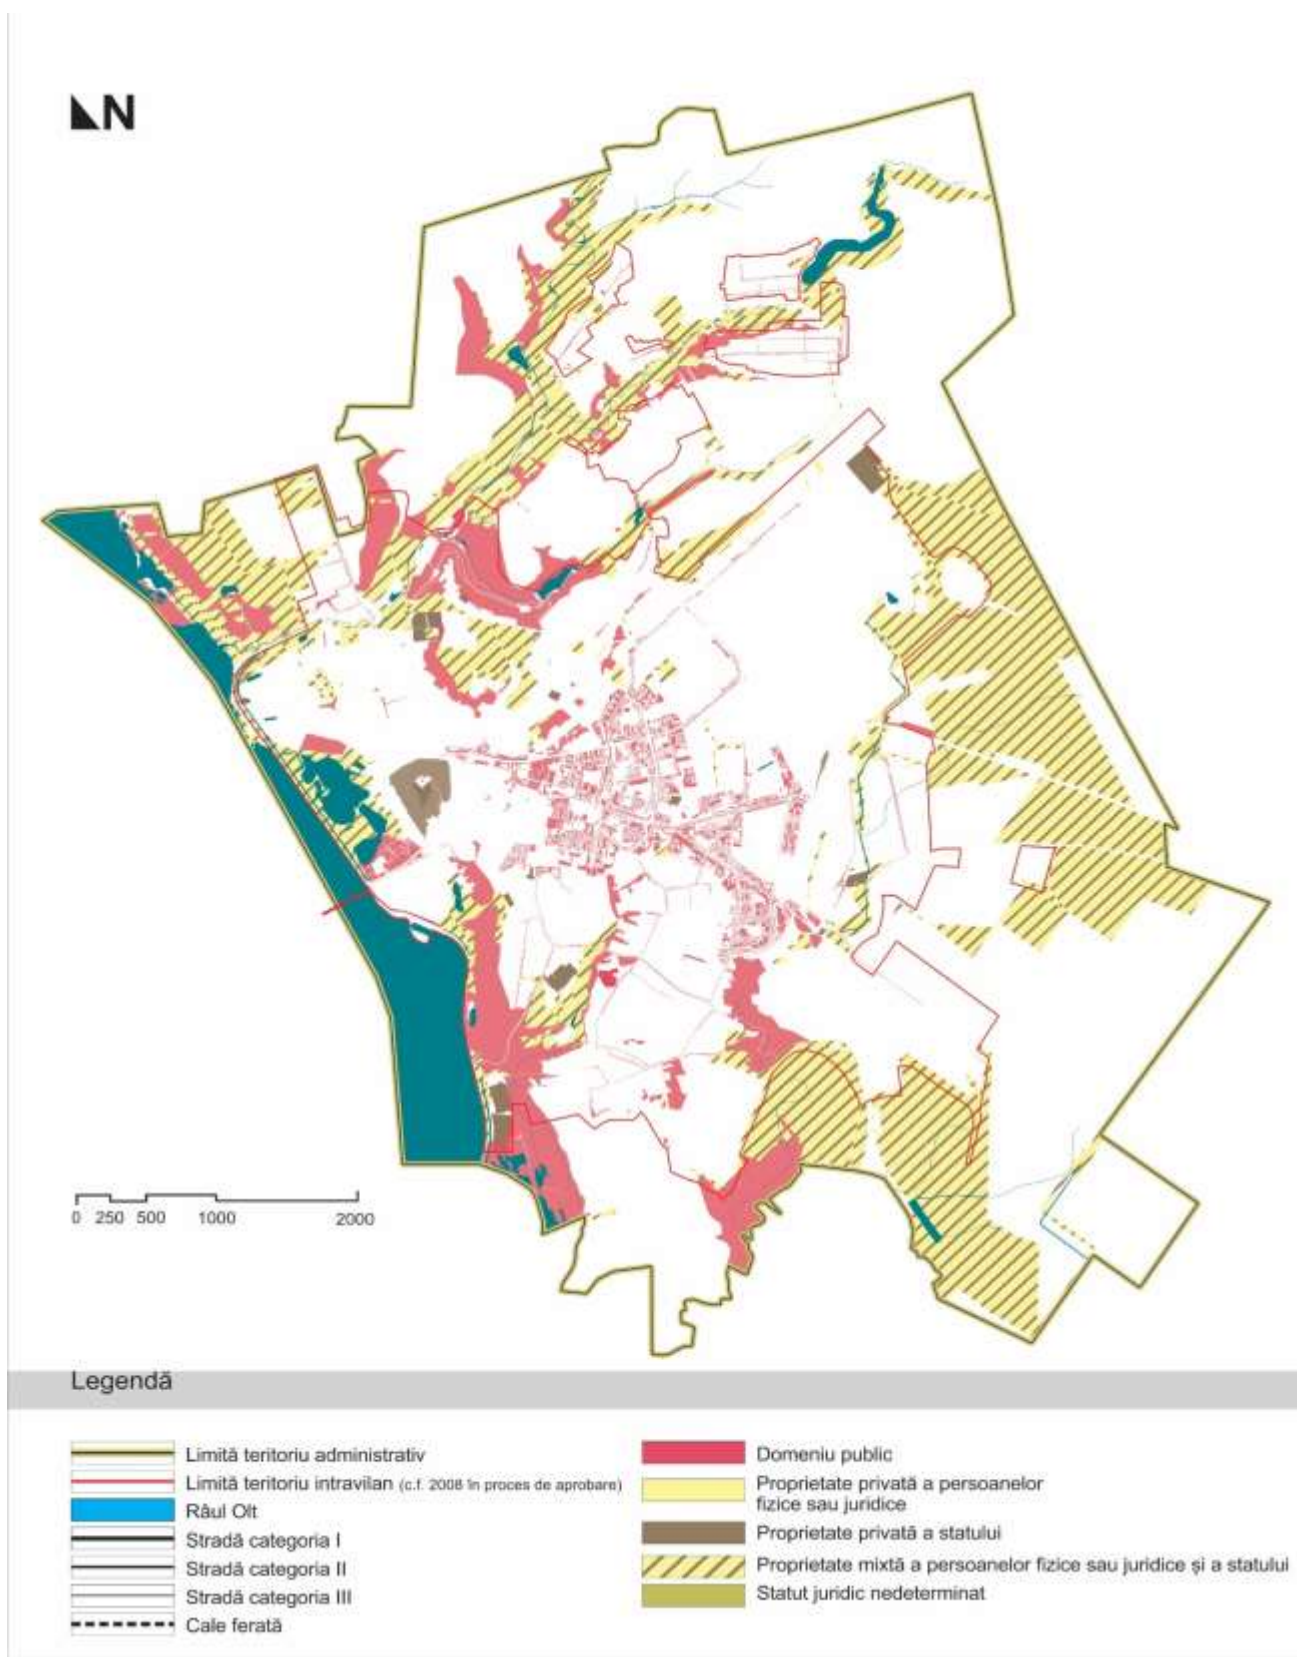 N
0 250 500 1000 2000
Legendă
Limită teritoriu administrativ
Limită teritoriu intravilan (c.f. 2008 în proces de aprobare)
Râul Olt
Stradă categoria I
Stradă categoria II
Stradă categoria III
Cale ferată
Domeniu public
Proprietate privată a persoanelor
fizice sau juridice
Proprietate privată a statului
Proprietate mixtă a persoanelor fizice sau juridice și a statului
Statut juridic nedeterminat